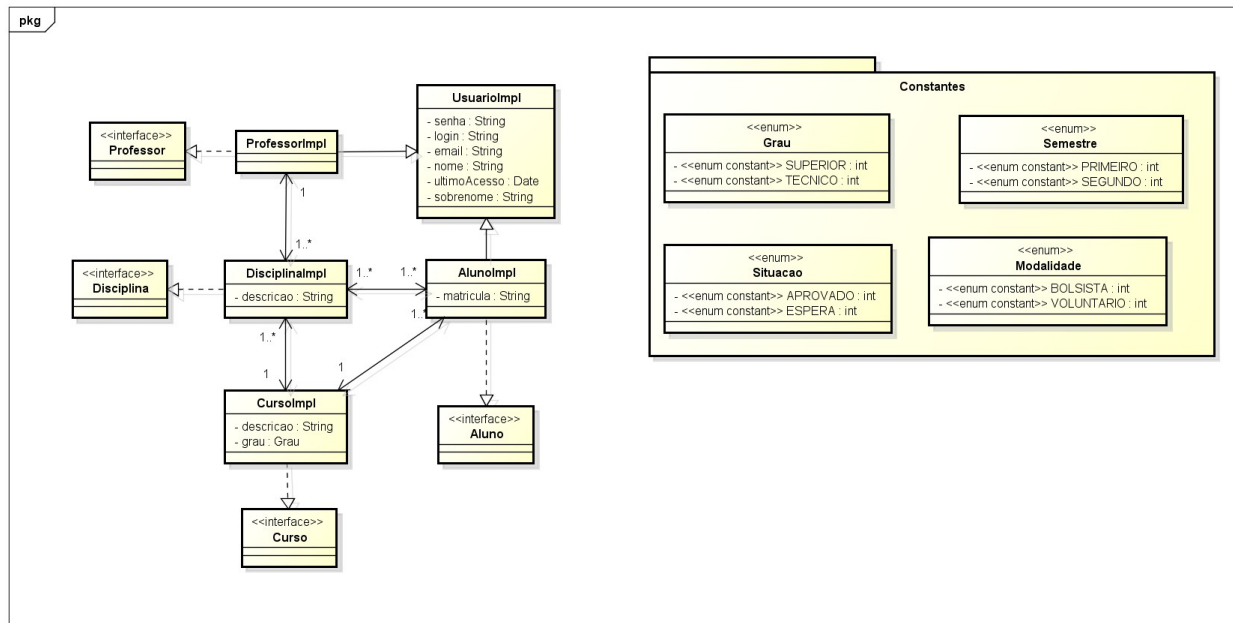 pkg
UsuarioImpl
- senha : String
- login : String
- email : String
- nome : String
- ultimoAcesso : Date
- sobrenome : String
<<interface>>
Professor
ProfessorImpl
1
1..*
<<interface>>
Disciplina
DisciplinaImpl
- descricao : String
1..*
1..*
AlunoImpl
- matricula : String
1..*
1..*
1
1
CursoImpl
- descricao : String
- grau : Grau
<<interface>>
Aluno
<<interface>>
Curso
Constantes
<<enum>>
Grau
- <<enum constant>> SUPERIOR : int
- <<enum constant>> TECNICO : int
<<enum>>
Semestre
- <<enum constant>> PRIMEIRO : int
- <<enum constant>> SEGUNDO : int
<<enum>>
Situacao
- <<enum constant>> APROVADO : int
- <<enum constant>> ESPERA : int
<<enum>>
Modalidade
- <<enum constant>> BOLSISTA : int
- <<enum constant>> VOLUNTARIO : int